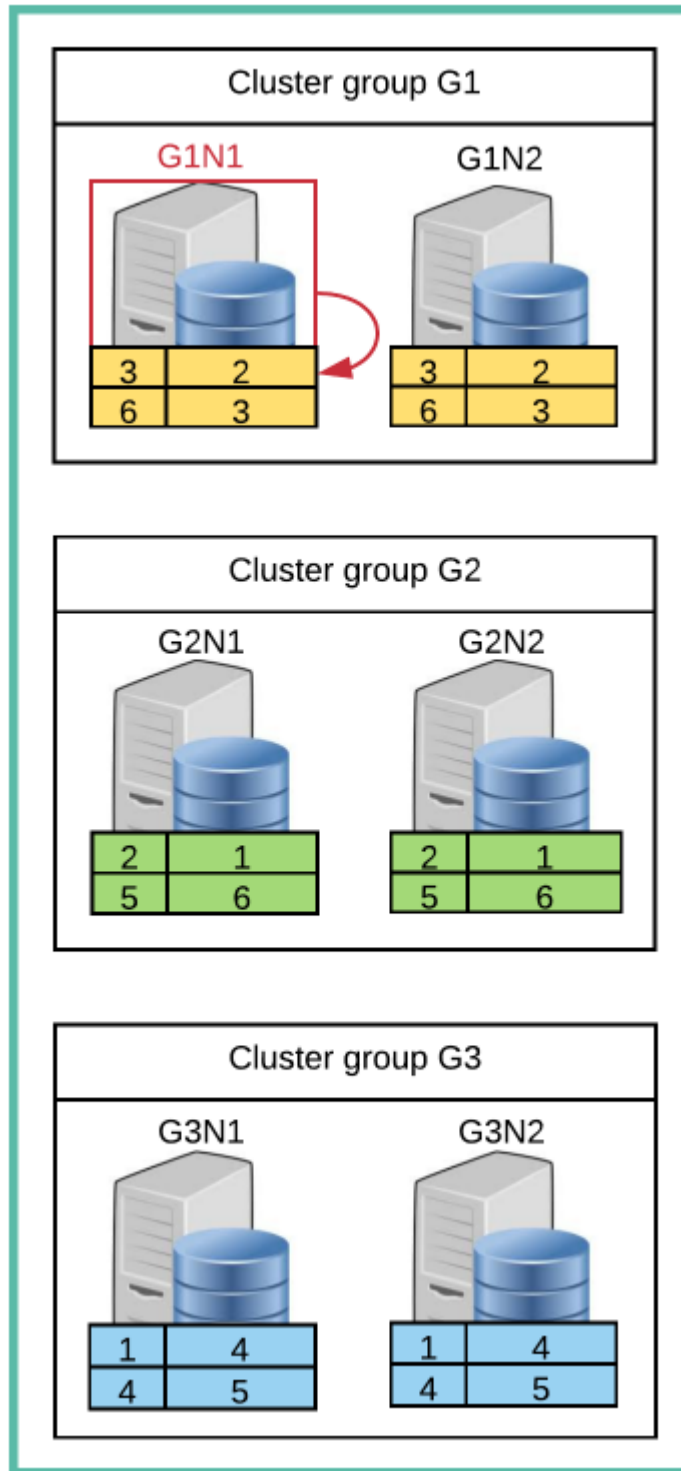 Cluster group G1
G1N1 G1N2
3 2 3 2
6 3 6 3
Cluster group G2
G2N1 G2N2
2 1 2 1
5 6 5 6
Cluster group G3
G3N1 G3N2
1 4 1 4
4 5 4 5